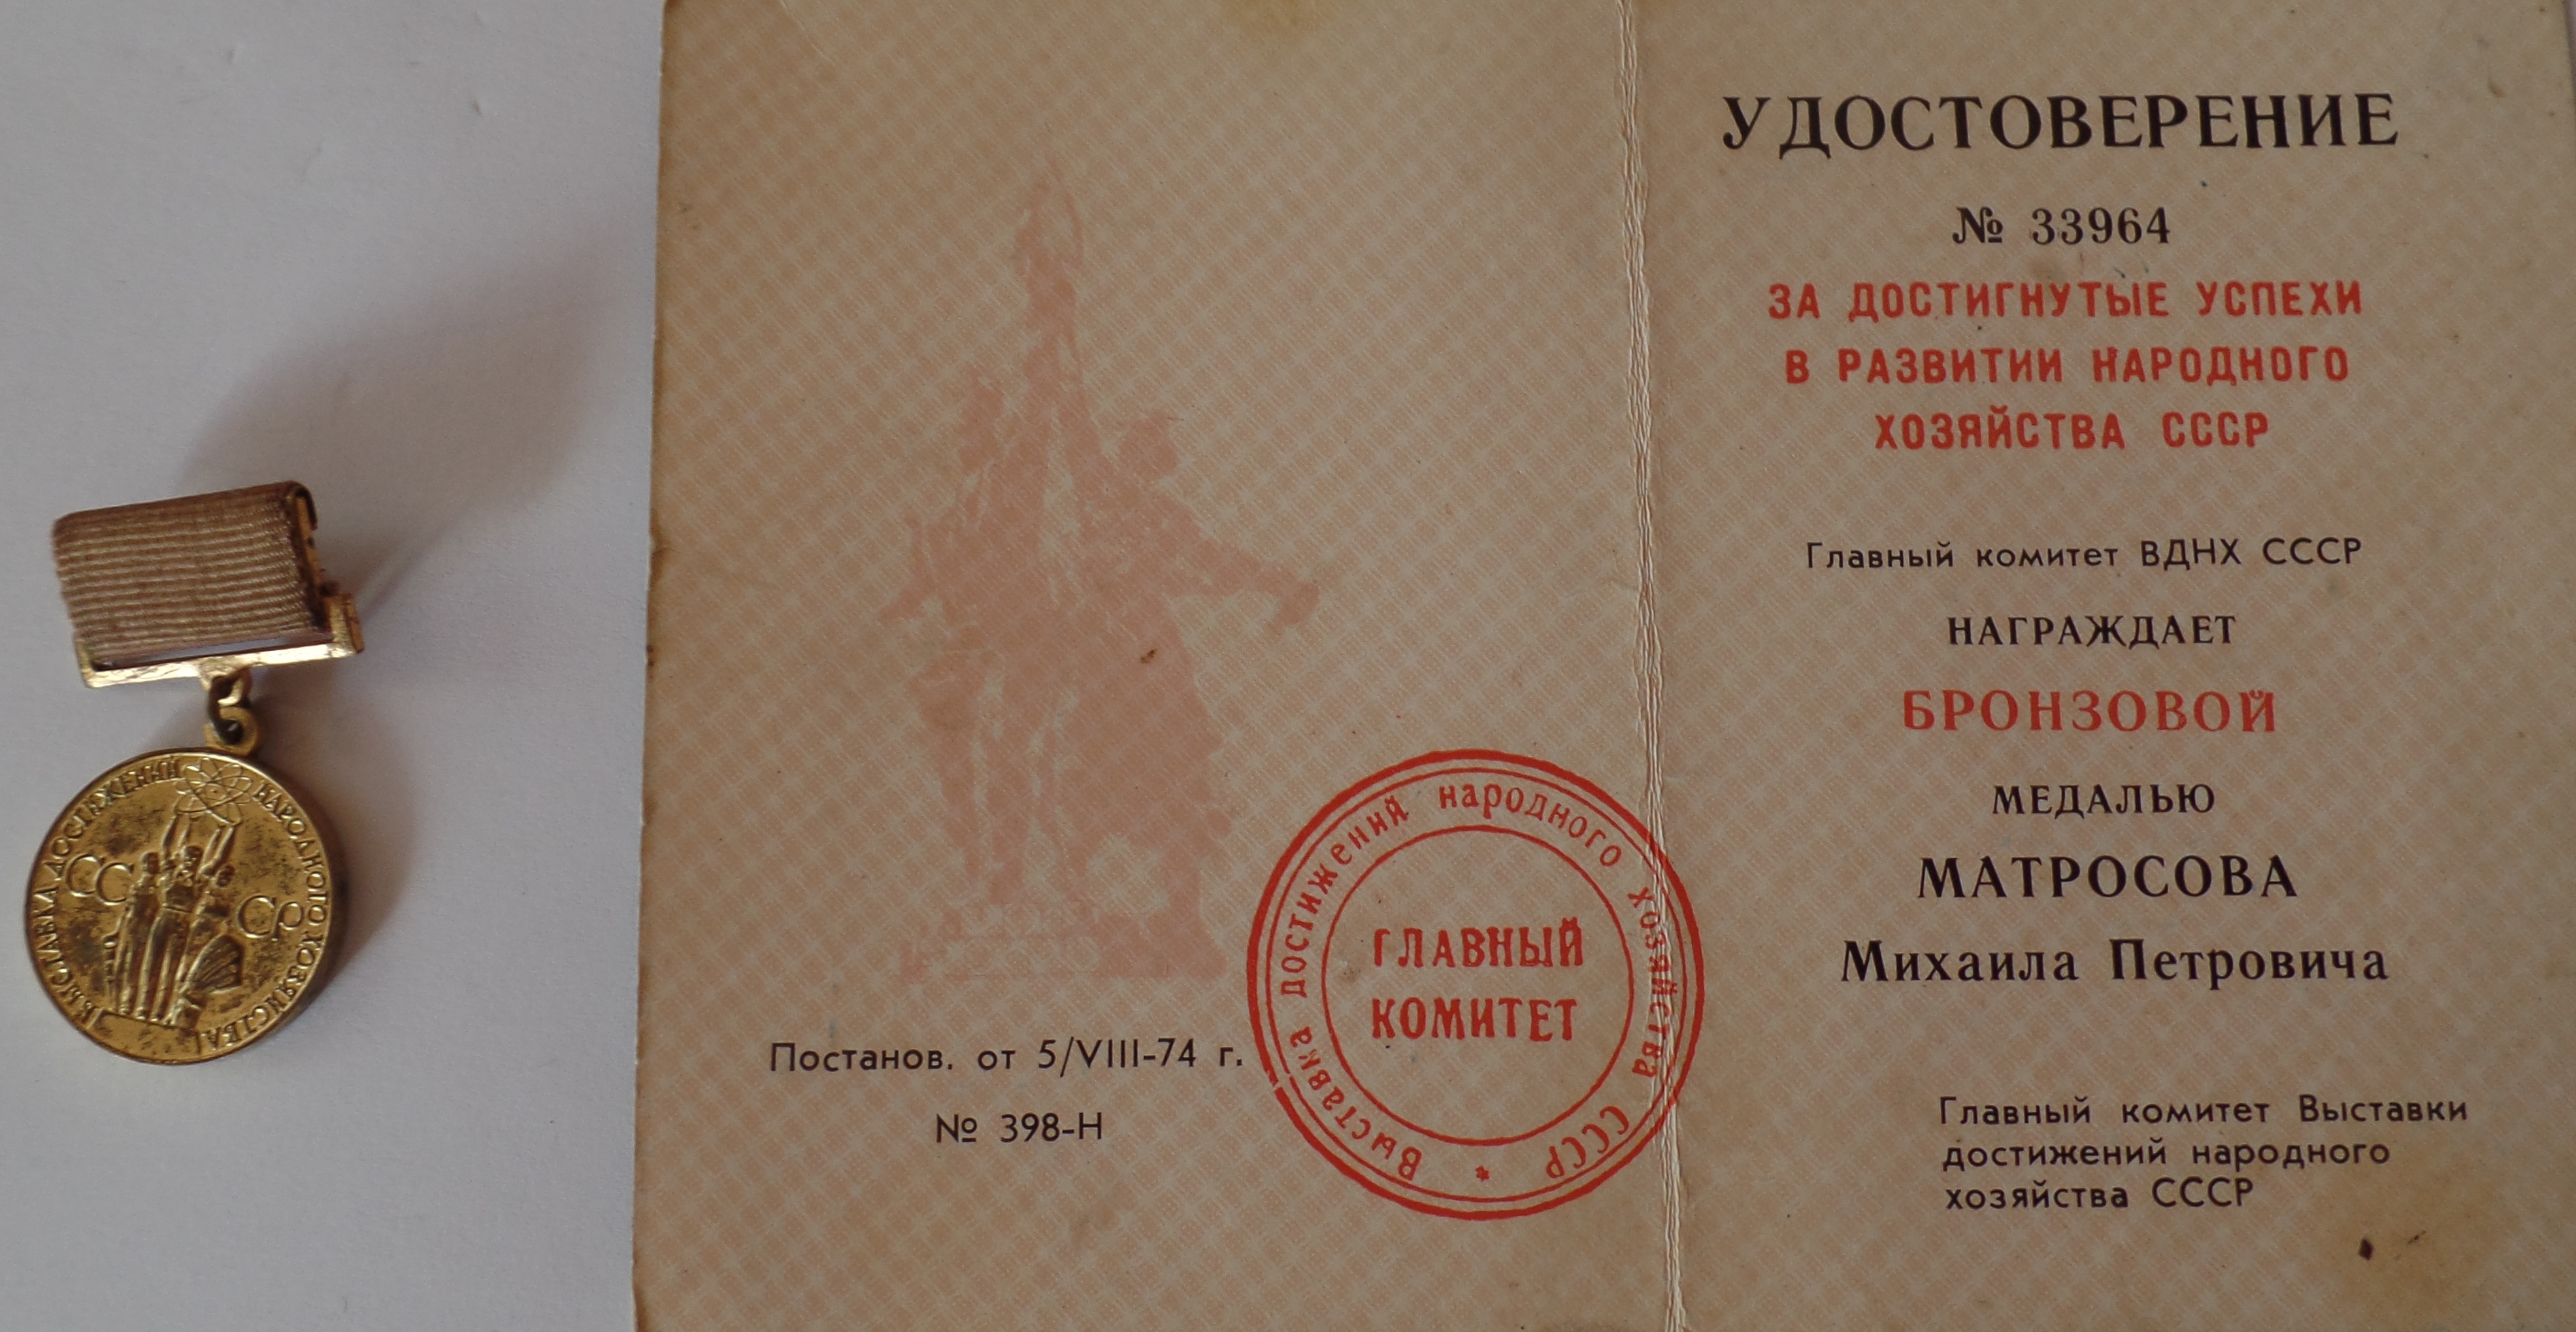 ВЫСТАВКА ДОСТИЖЕНИЙ НАРОДНОГО ХОЗЯЙСТВА
СС СР
Постанов. от 5/VIII-74 г.
№ 398-Н
Выставка достижений народного хозяйства СССР *
ГЛАВНЫЙ
КОМИТЕТ
УДОСТОВЕРЕНИЕ
№ 33964
ЗА ДОСТИГНУТЫЕ УСПЕХИ
В РАЗВИТИИ НАРОДНОГО
ХОЗЯЙСТВА СССР
Главный комитет ВДНХ СССР
НАГРАЖДАЕТ
БРОНЗОВОЙ
МЕДАЛЬЮ
МАТРОСОВА
Михаила Петровича
Главный комитет Выставки
достижений народного
хозяйства СССР